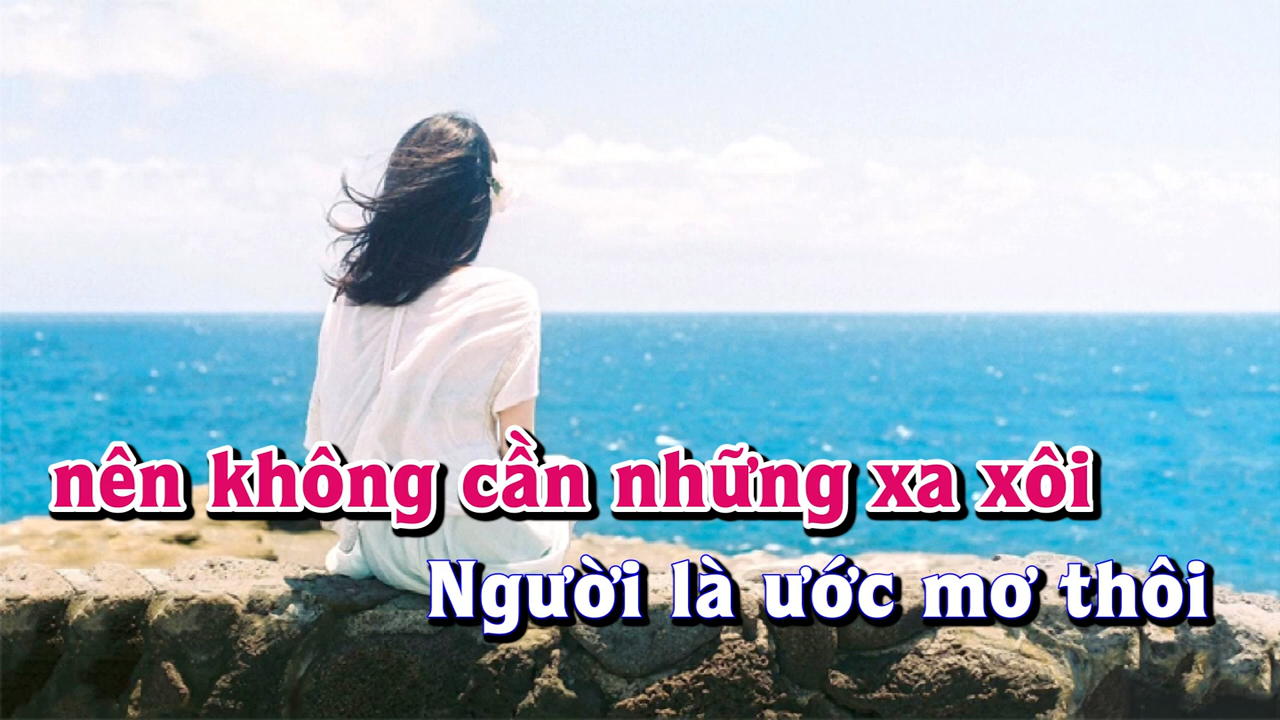 nên không cần những xa xôi
Người là ước mơ thôi